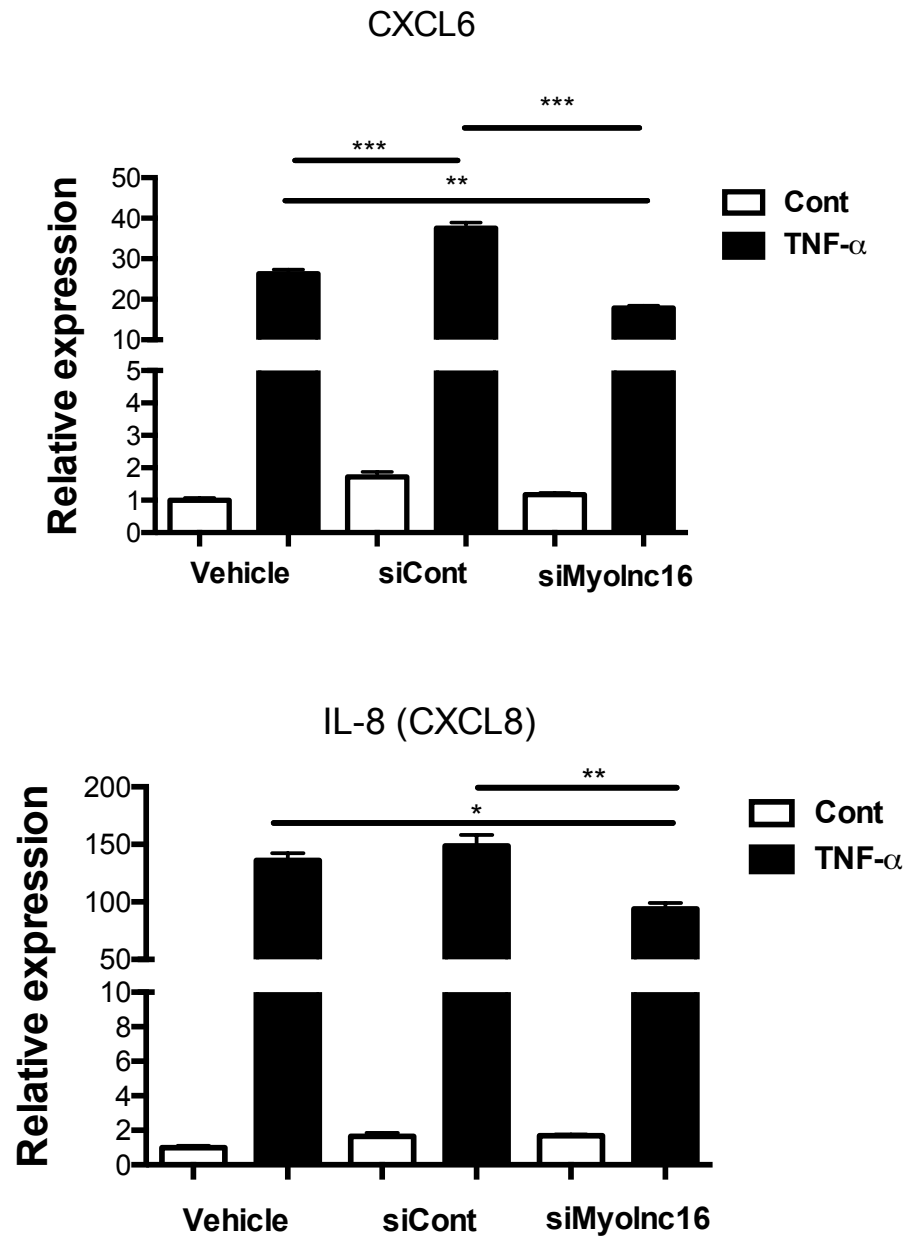 CXCL6
***
***
**
Relative expression
50
40
30
20
10
5
4
3
2
1
0
Cont
TNF-α
Vehicle siCont siMyolnc16
IL-8 (CXCL8)
**
*
Relative expression
200
150
100
50
10
8
6
4
2
0
Cont
TNF-α
Vehicle siCont siMyolnc16